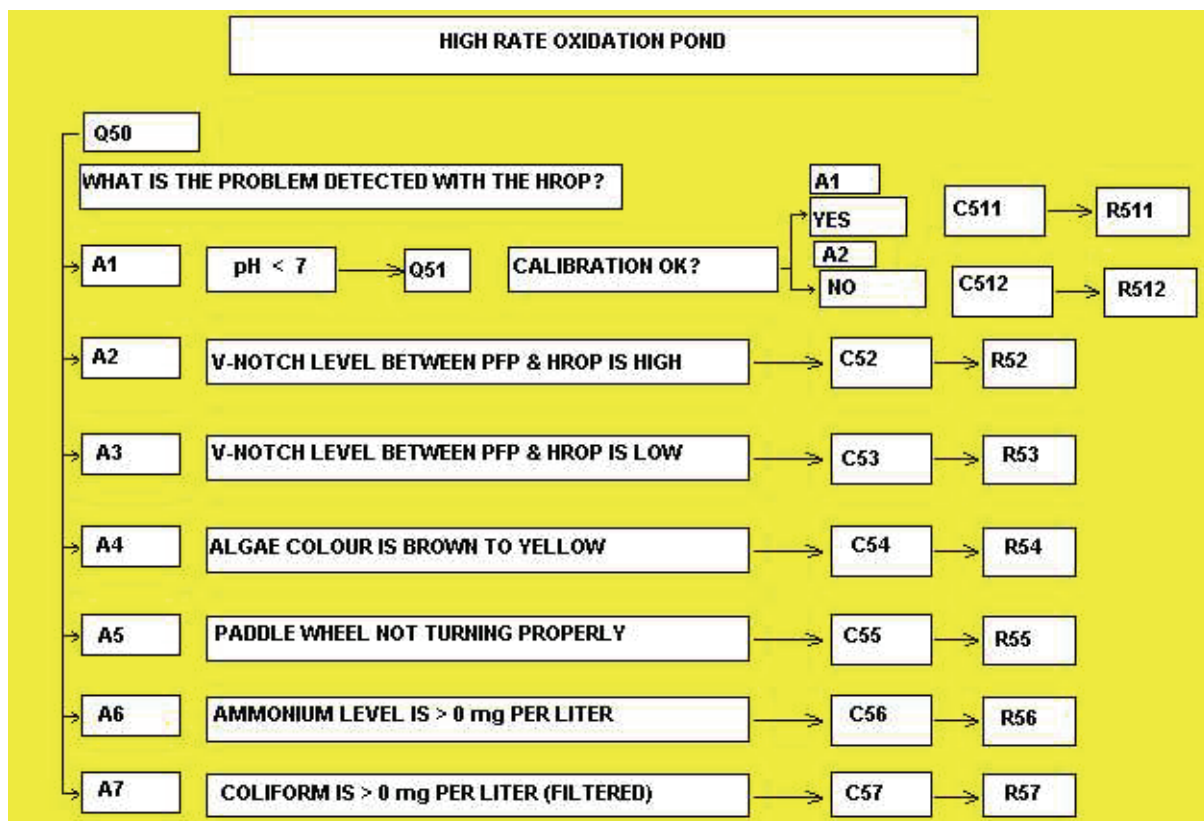 HIGH RATE OXIDATION POND
Q50
WHAT IS THE PROBLEM DETECTED WITH THE HROP?
A1
pH < 7
Q51
CALIBRATION OK?
A1
YES
C511
R511
A2
NO
C512
R512
A2
V-NOTCH LEVEL BETWEEN PFP & HROP IS HIGH
C52
R52
A3
V-NOTCH LEVEL BETWEEN PFP & HROP IS LOW
C53
R53
A4
ALGAE COLOUR IS BROWN TO YELLOW
C54
R54
A5
PADDLE WHEEL NOT TURNING PROPERLY
C55
R55
A6
AMMONIUM LEVEL IS > 0 mg PER LITER
C56
R56
A7
COLIFORM IS > 0 mg PER LITER (FILTERED)
C57
R57